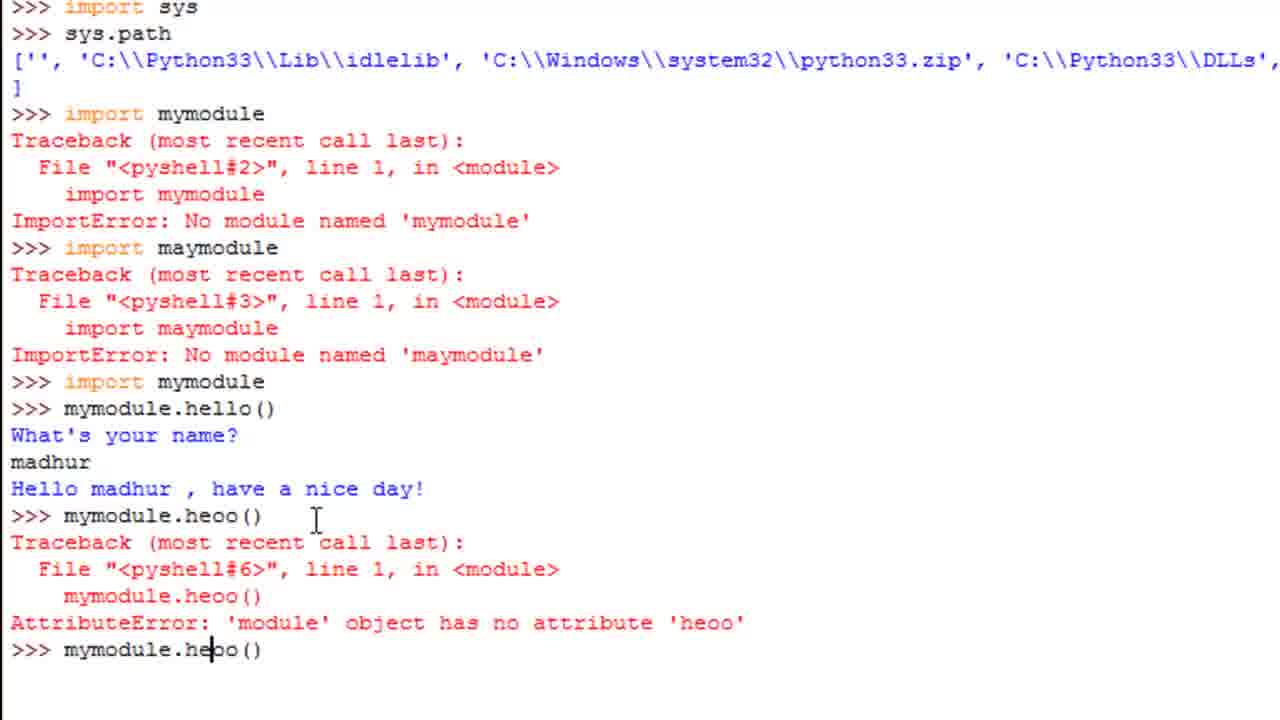 >>> import sys
>>> sys.path
['', 'C:\\Python33\\Lib\\idlelib', 'C:\\Windows\\system32\\python33.zip', 'C:\\Python33\\DLLs',
]
>>> import mymodule
Traceback (most recent call last):
  File "<pyshell#2>", line 1, in <module>
    import mymodule
ImportError: No module named 'mymodule'
>>> import maymodule
Traceback (most recent call last):
  File "<pyshell#3>", line 1, in <module>
    import maymodule
ImportError: No module named 'maymodule'
>>> import mymodule
>>> mymodule.hello()
What's your name?
madhur
Hello madhur , have a nice day!
>>> mymodule.heoo()
Traceback (most recent call last):
  File "<pyshell#6>", line 1, in <module>
    mymodule.heoo()
AttributeError: 'module' object has no attribute 'heoo'
>>> mymodule.heoo()